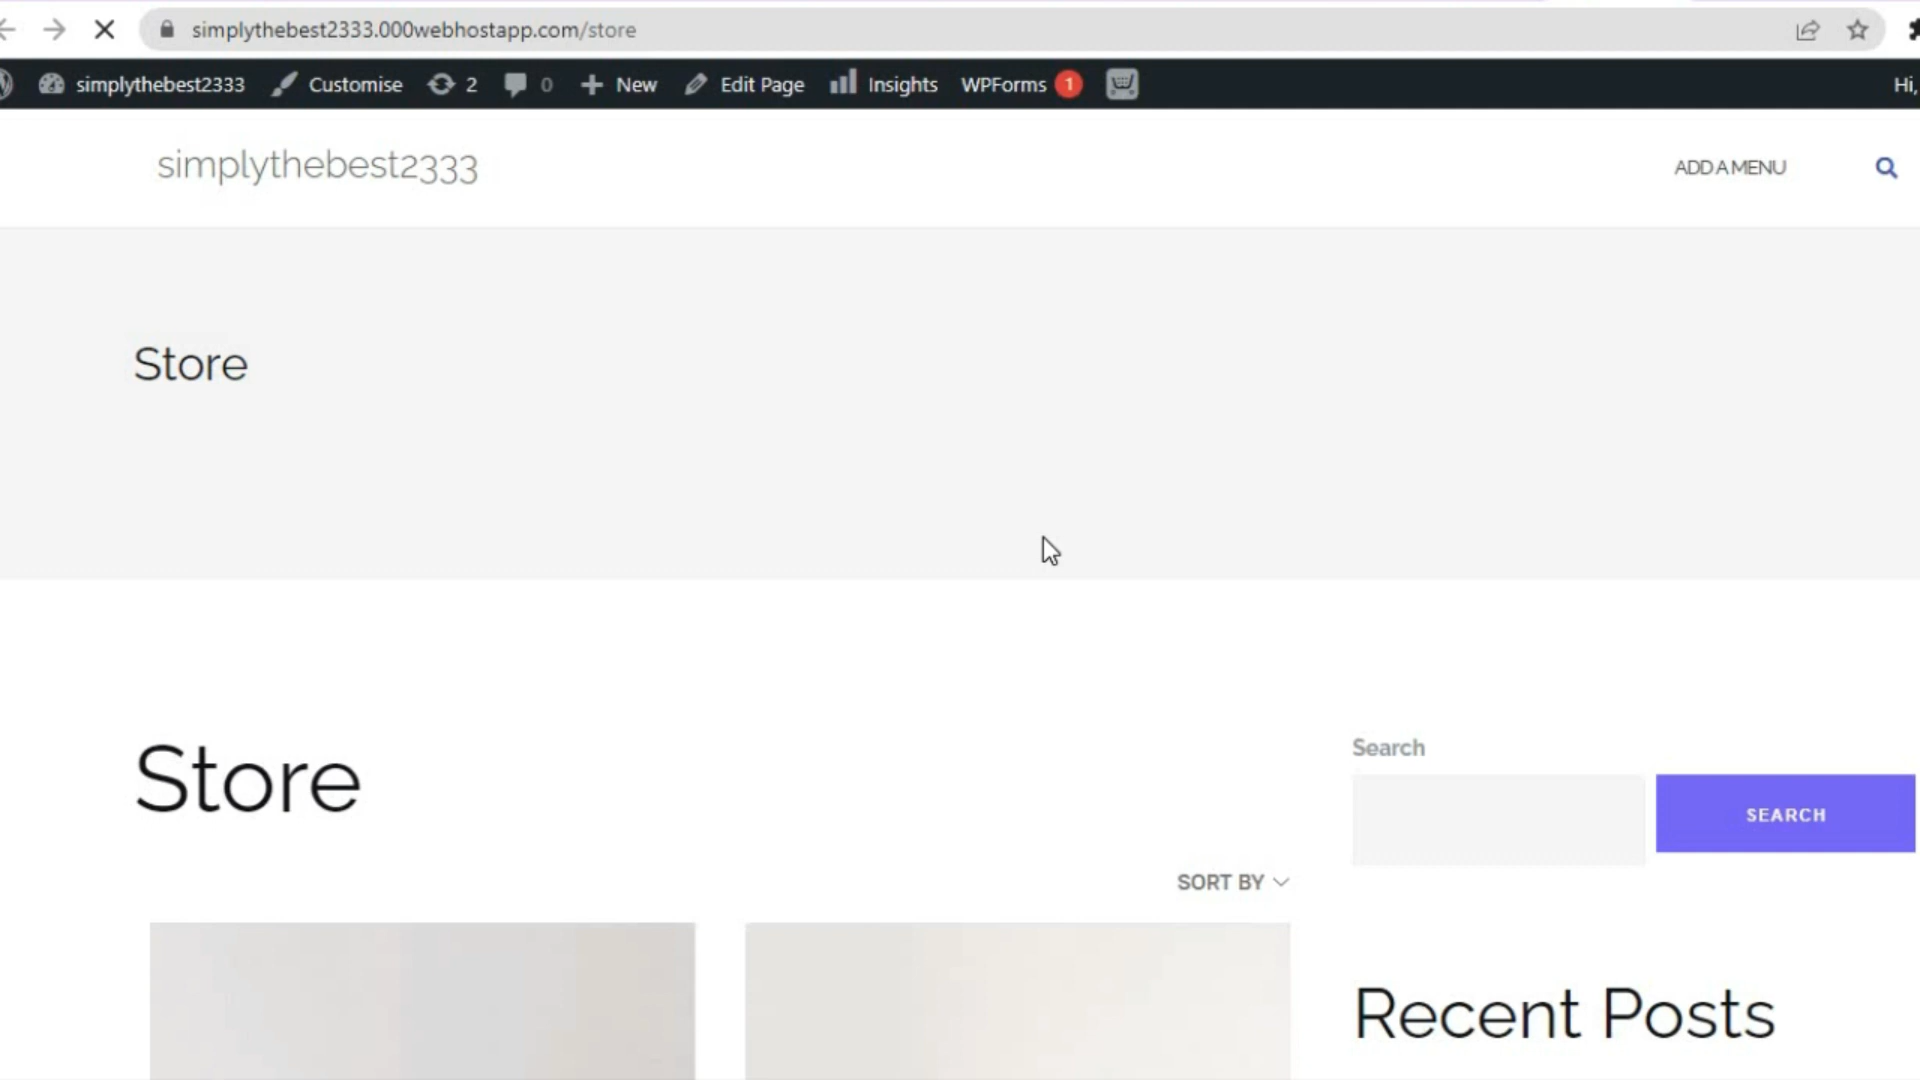 simplythebest2333.000webhostapp.com/store
simplythebest2333 Customise 2 0 New Edit Page Insights WPForms 1 Hi,
simplythebest2333 ADD A MENU
Store
Store
Search
SEARCH
SORT BY
Recent Posts